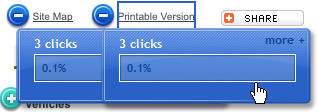 Site Map Printable Version SHARE
3 clicks 3 clicks more +
0.1% 0.1%
Vehicles